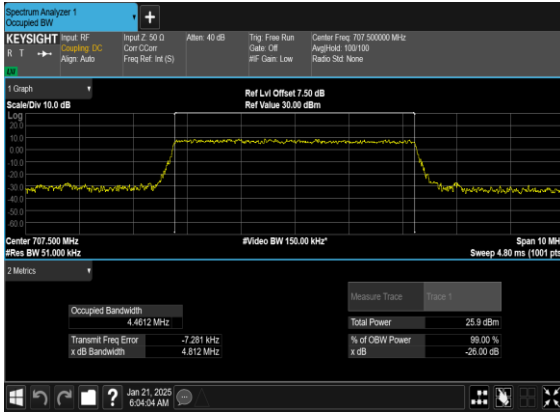 Spectrum Analyzer 1
Occupied BW
+
KEYSIGHT Input: RF Input Z: 50 Ω Atten: 40 dB Trig: Free Run Center Freq: 707.500000 MHz
R T Coupling: DC Corr CCorr Gate: Off Avg|Hold: 100/100
Align: Auto Freq Ref: Int (S) #IF Gain: Low Radio Std: None
1 Graph
Ref Lvl Offset 7.50 dB
Scale/Div 10.0 dB Ref Value 30.00 dBm
Log
20.0
10.0
0.00
-10.0
-20.0
-30.0
-40.0
-50.0
-60.0
Center 707.500 MHz #Video BW 150.00 kHz* Span 10 MH
#Res BW 51.000 kHz Sweep 4.80 ms (1001 pts
2 Metrics
Measure Trace Trace 1
Occupied Bandwidth
4.4612 MHz Total Power 25.9 dBm
Transmit Freq Error -7.281 kHz % of OBW Power 99.00 %
x dB Bandwidth 4.812 MHz x dB -26.00 dB
? Jan 21, 2025
6:04:04 AM